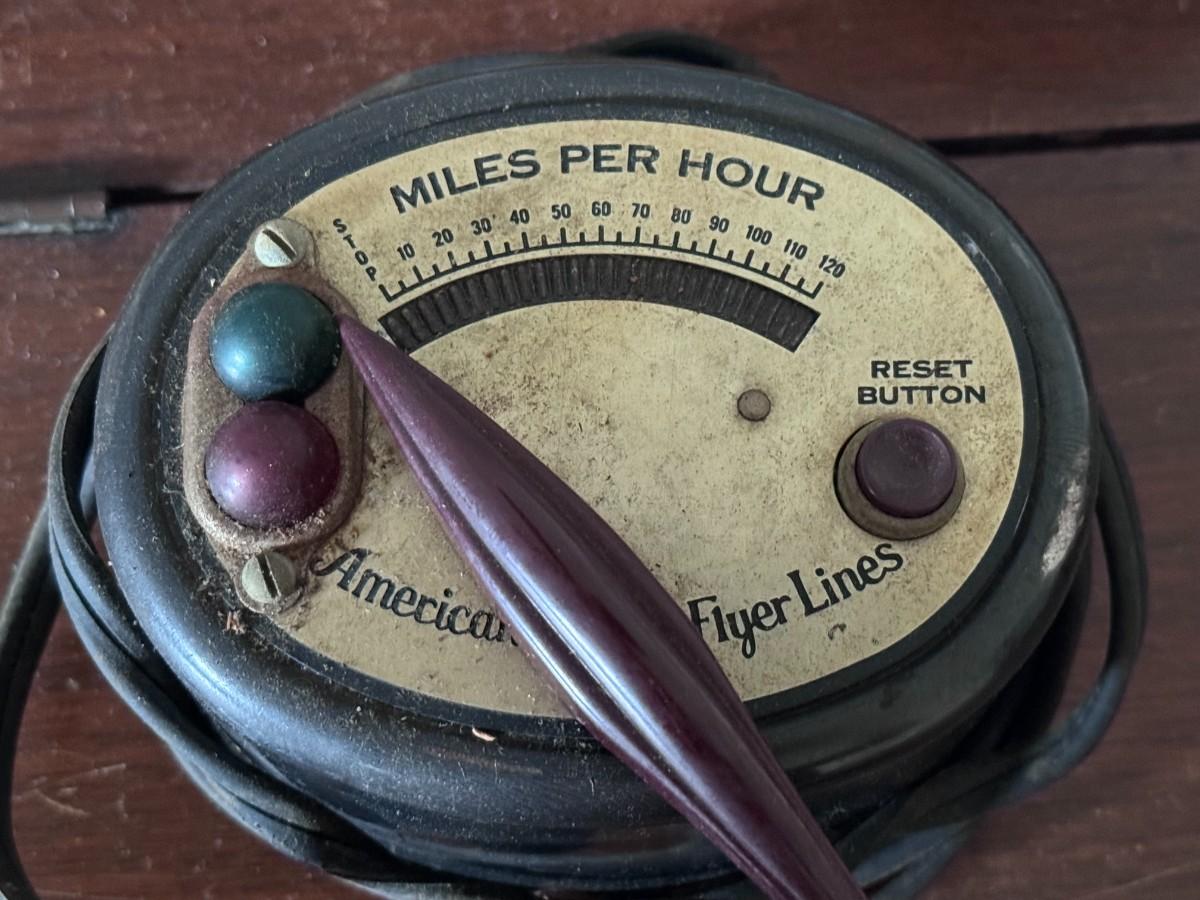 MILES PER HOUR
STOP 10 20 30 40 50 60 70 80 90 100 110 120
RESET
BUTTON
American Flyer Lines